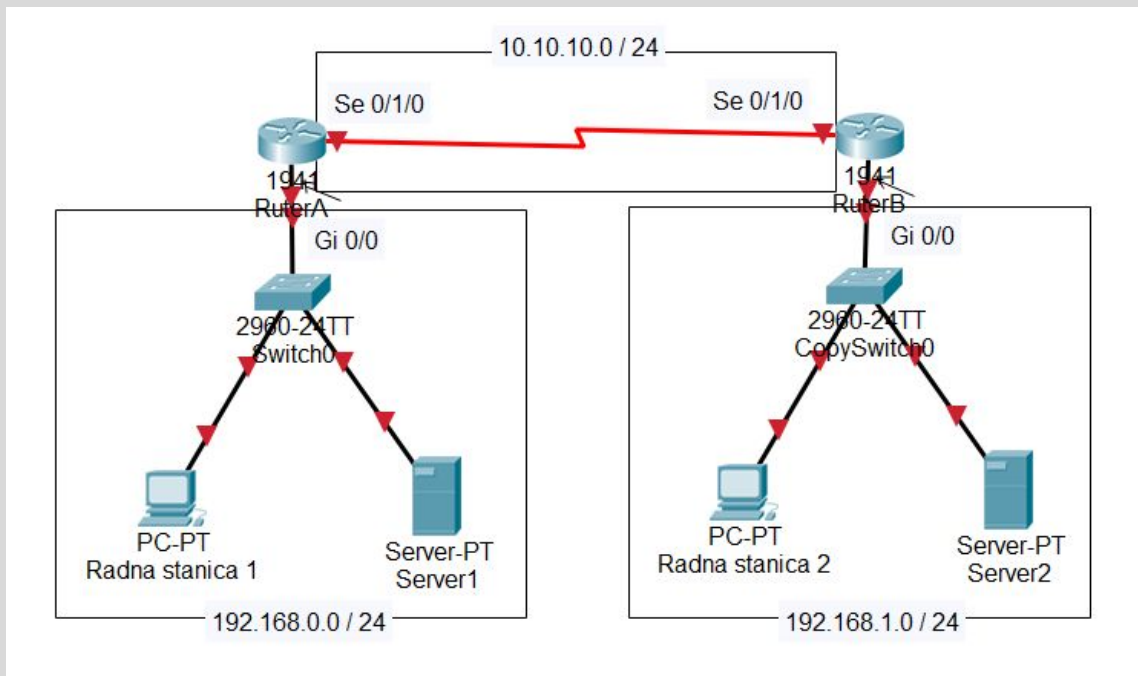 10.10.10.0 / 24
Se 0/1/0
Se 0/1/0
1941
RuterA
1941
RuterB
Gi 0/0
Gi 0/0
2960-24TT
Switch0
2960-24TT
CopySwitch0
PC-PT
Radna stanica 1
Server-PT
Server1
PC-PT
Radna stanica 2
Server-PT
Server2
192.168.0.0 / 24
192.168.1.0 / 24